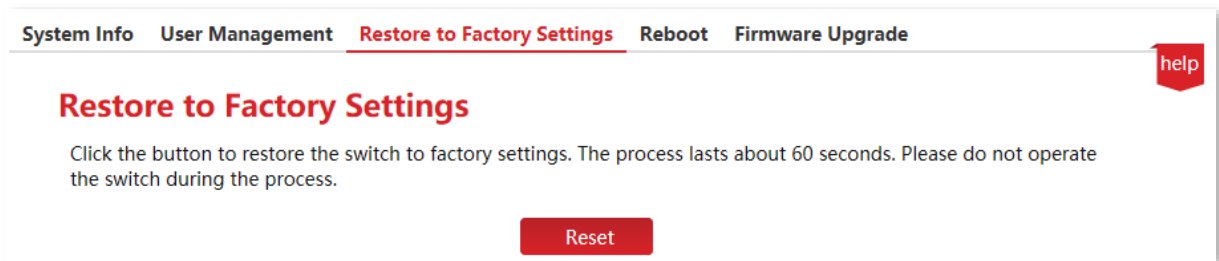 System Info User Management Restore to Factory Settings Reboot Firmware Upgrade
help
Restore to Factory Settings
Click the button to restore the switch to factory settings. The process lasts about 60 seconds. Please do not operate
the switch during the process.
Reset